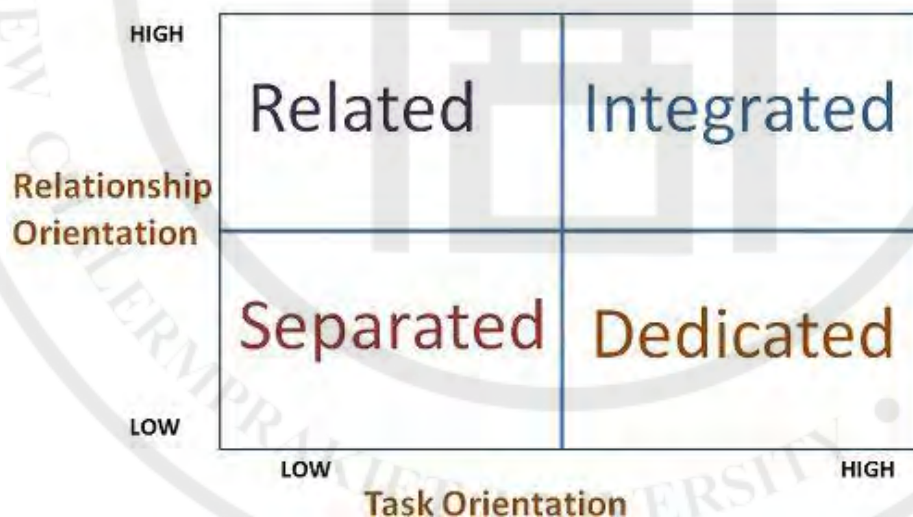 HIGH
Related Integrated
Relationship
Orientation
Separated Dedicated
LOW
LOW HIGH
Task Orientation